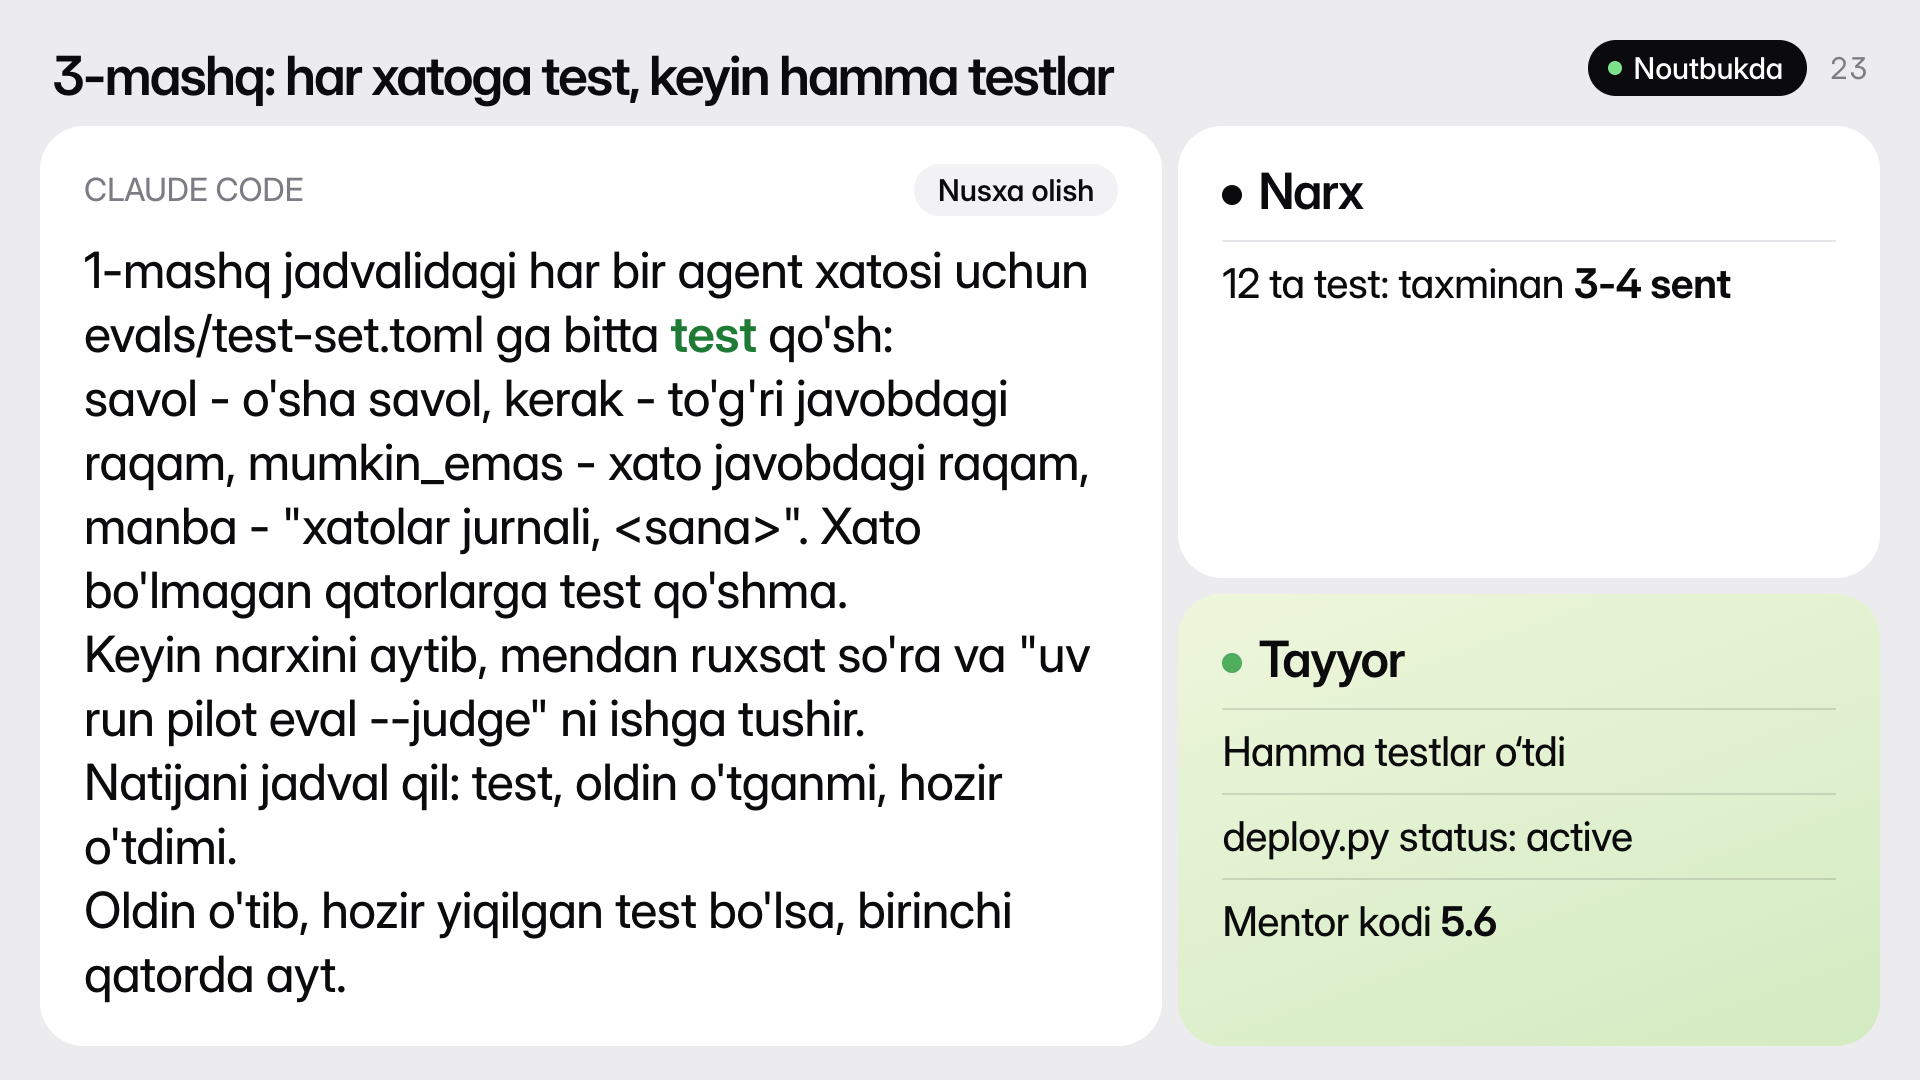 3-mashq: har xatoga test, keyin hamma testlar
Noutbukda
23
CLAUDE CODE
Nusxa olish
1-mashq jadvalidagi har bir agent xatosi uchun
evals/test-set.toml ga bitta test qo'sh:
savol - o'sha savol, kerak - to'g'ri javobdagi
raqam, mumkin_emas - xato javobdagi raqam,
manba - "xatolar jurnali, <sana>". Xato
bo'lmagan qatorlarga test qo'shma.
Keyin narxini aytib, mendan ruxsat so'ra va "uv
run pilot eval --judge" ni ishga tushir.
Natijani jadval qil: test, oldin o'tganmi, hozir
o'tdimi.
Oldin o'tib, hozir yiqilgan test bo'lsa, birinchi
qatorda ayt.
Narx
12 ta test: taxminan 3-4 sent
Tayyor
Hamma testlar o‘tdi
deploy.py status: active
Mentor kodi 5.6